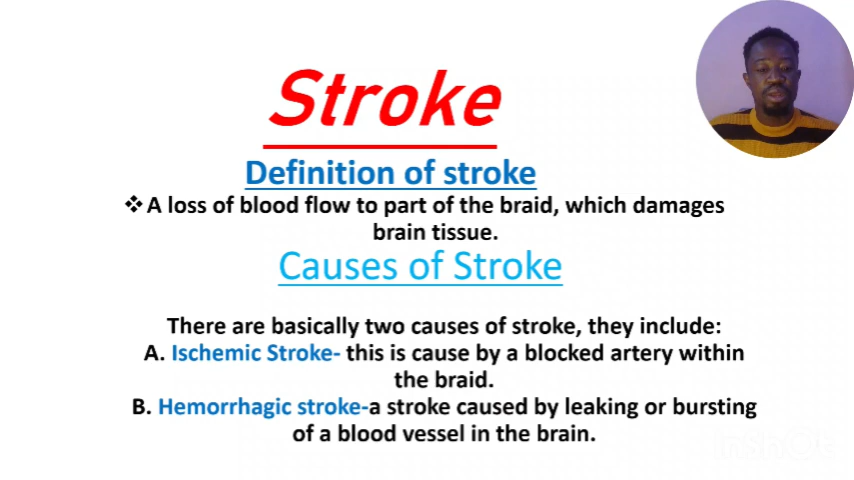 Stroke
Definition of stroke
❖A loss of blood flow to part of the braid, which damages
brain tissue.
Causes of Stroke
There are basically two causes of stroke, they include:
A. Ischemic Stroke- this is cause by a blocked artery within
the braid.
B. Hemorrhagic stroke-a stroke caused by leaking or bursting
of a blood vessel in the brain.
InShOt